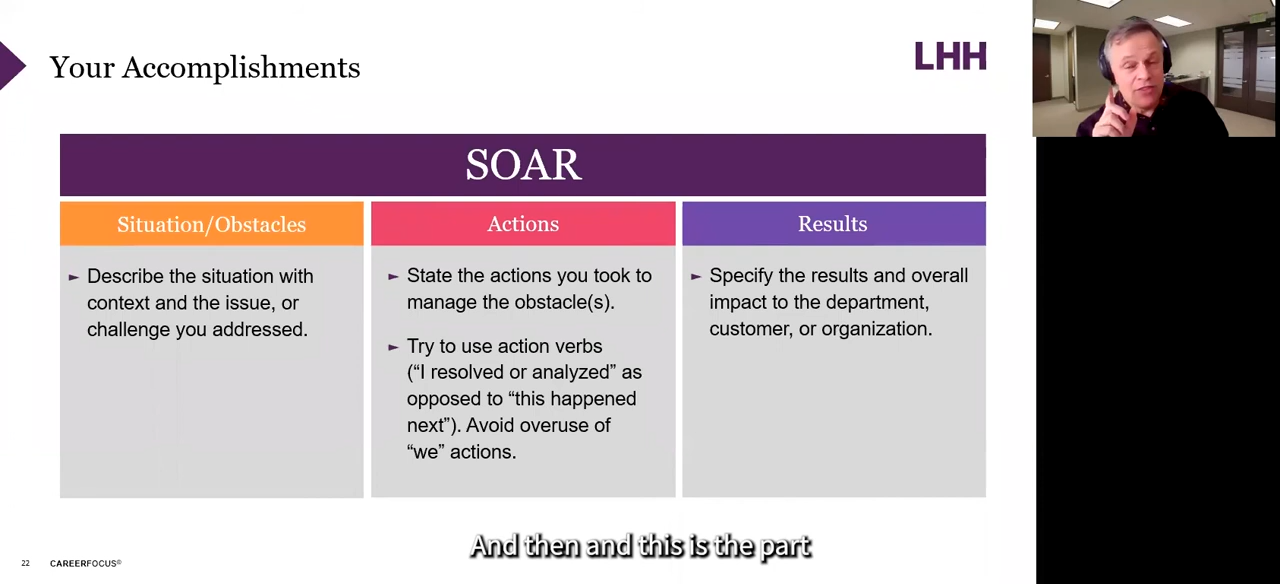 Your Accomplishments
LHH
SOAR
Situation/Obstacles
► Describe the situation with
context and the issue, or
challenge you addressed.
Actions
► State the actions you took to
manage the obstacle(s).
► Try to use action verbs
(“I resolved or analyzed” as
opposed to “this happened
next”). Avoid overuse of
“we” actions.
Results
► Specify the results and overall
impact to the department,
customer, or organization.
And then and this is the part
22 CAREERFOCUS®